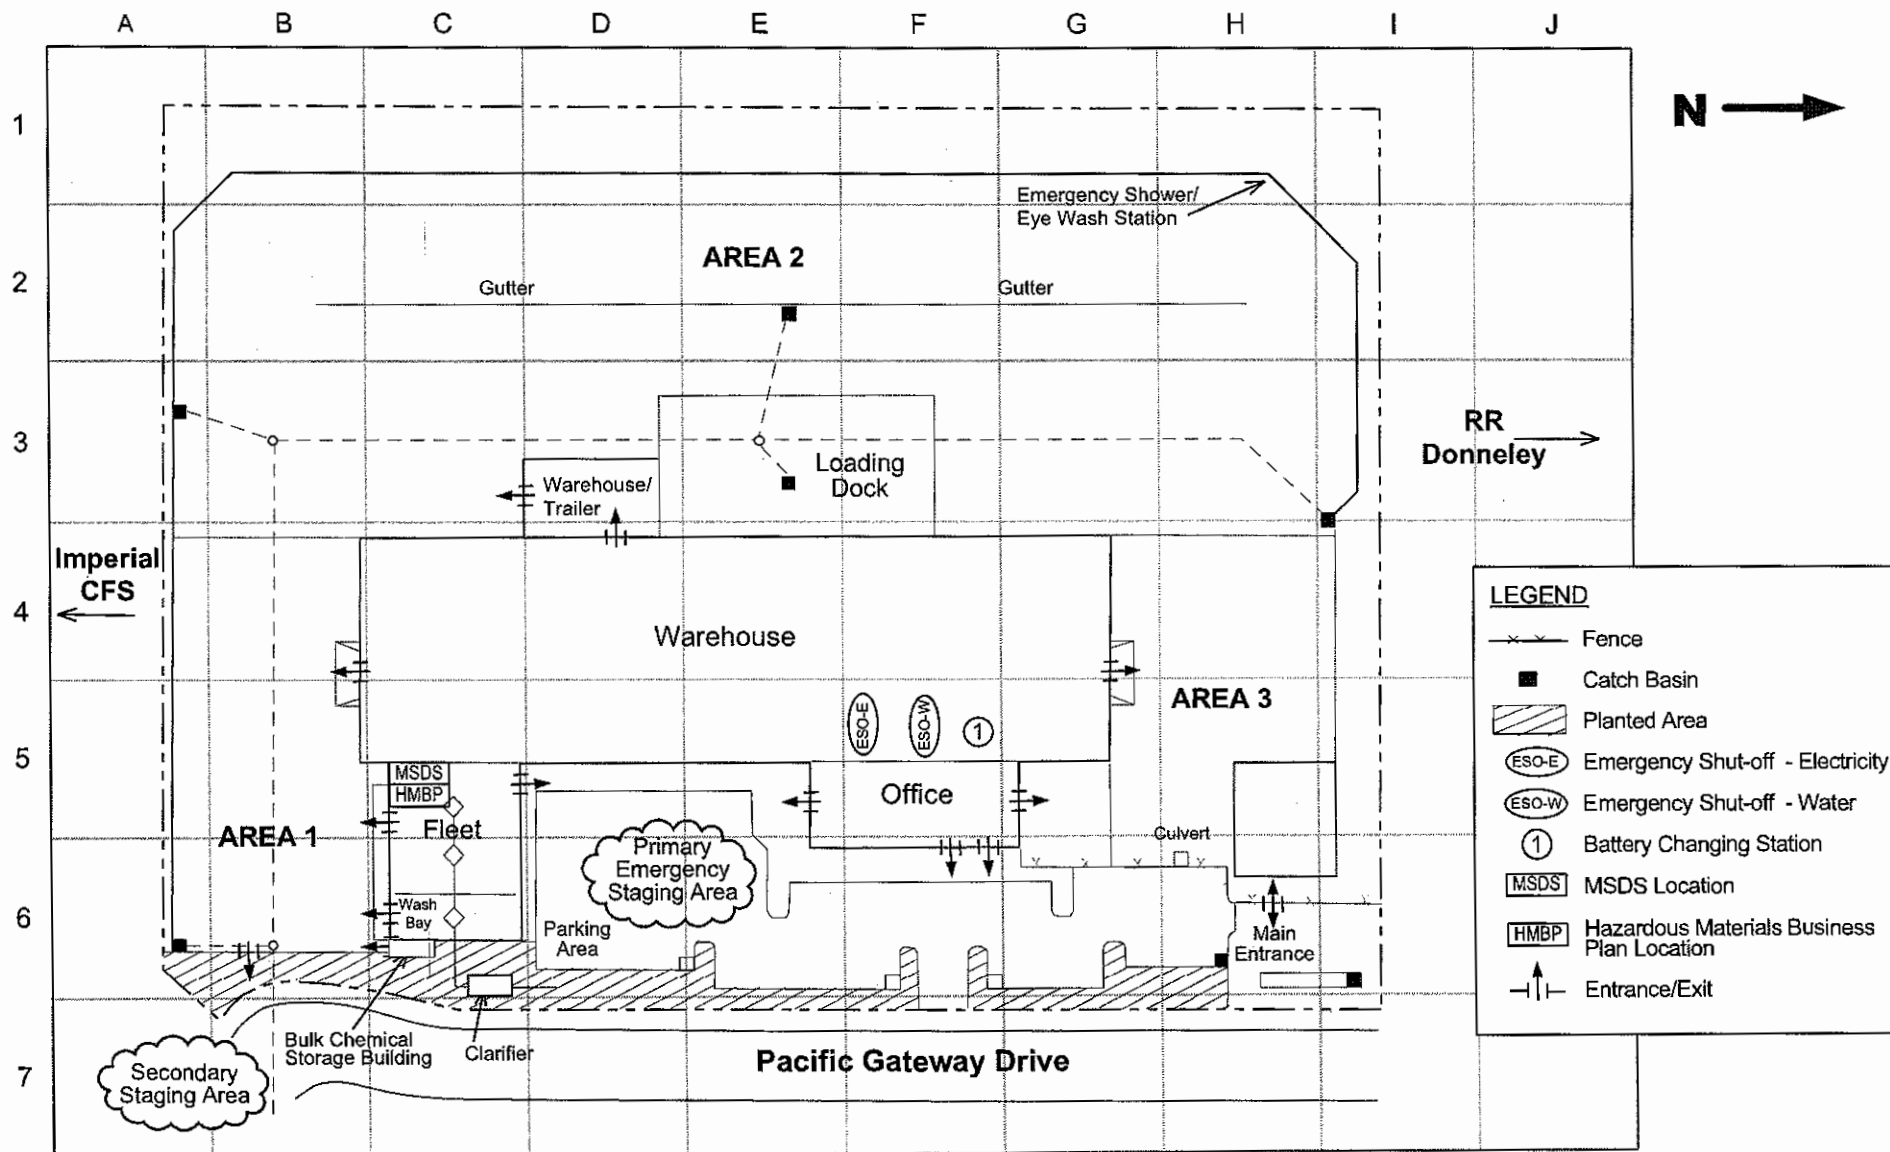 A B C D E F G H I J
N
1
Emergency Shower/
Eye Wash Station
AREA 2
2
Gutter
Gutter
3
RR
Donneley
Loading
Dock
Warehouse/
Trailer
Imperial
CFS
4
Warehouse
AREA 3
ESO-E
ESO-W
1
5
MSDS
HMBP
Office
Fleet
AREA 1
Culvert
Primary
Emergency
Staging Area
6
Wash
Bay
Parking
Area
Main
Entrance
Bulk Chemical
Storage Building
Clarifier
Pacific Gateway Drive
7
Secondary
Staging Area
LEGEND
Fence
Catch Basin
Planted Area
ESO-E Emergency Shut-off - Electricity
ESO-W Emergency Shut-off - Water
1 Battery Changing Station
MSDS MSDS Location
HMBP Hazardous Materials Business
Plan Location
Entrance/Exit